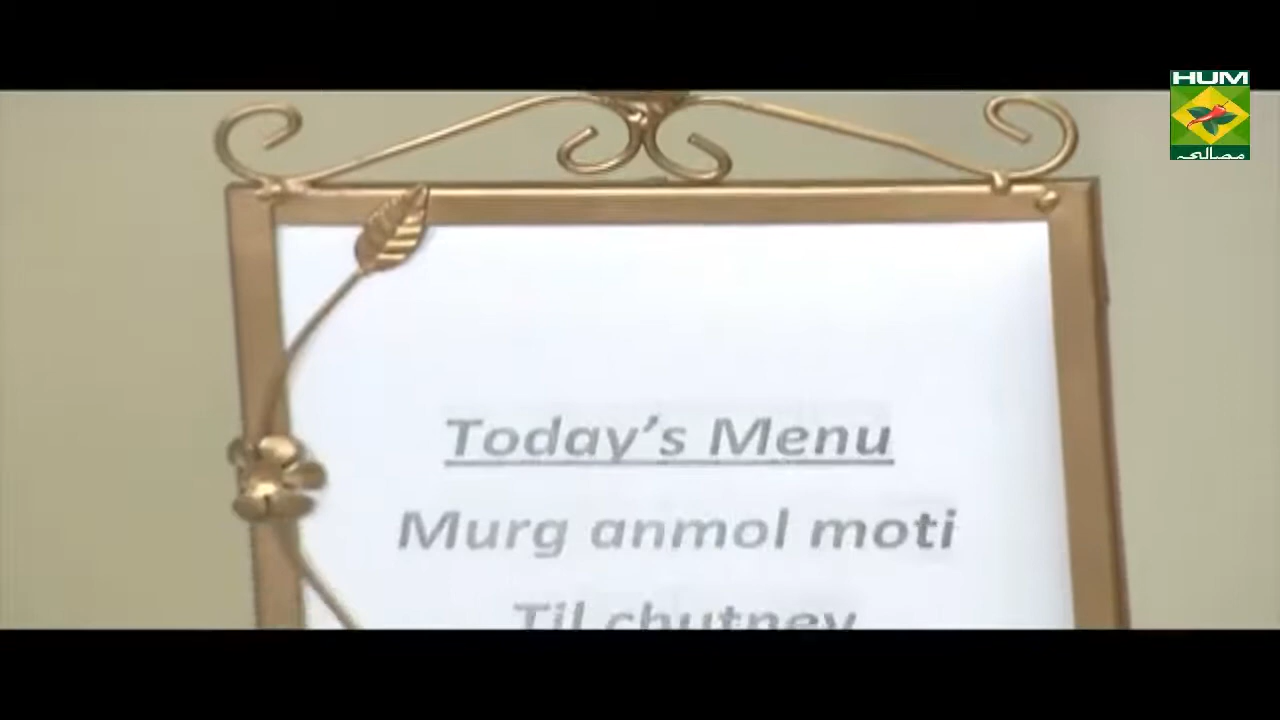 HUM
مصالحہ
Today's Menu
Murg anmol moti
Til chutney